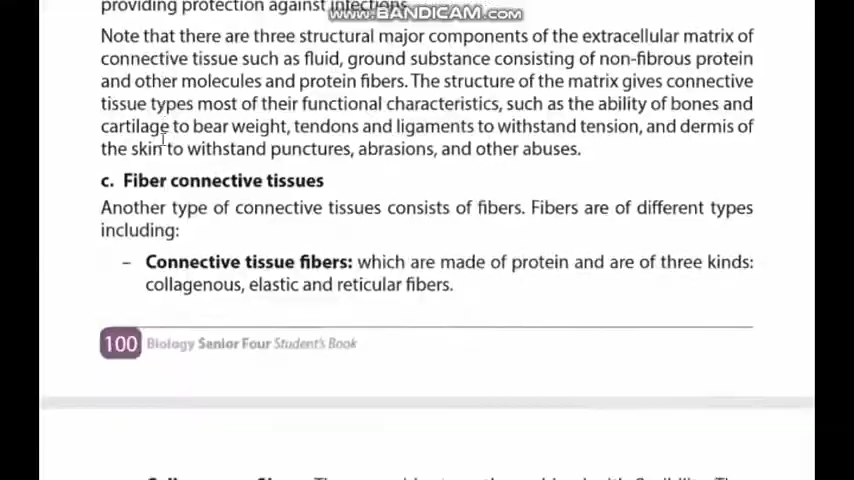 providing protection against infections.
www.BANDICAM.com
Note that there are three structural major components of the extracellular matrix of
connective tissue such as fluid, ground substance consisting of non-fibrous protein
and other molecules and protein fibers. The structure of the matrix gives connective
tissue types most of their functional characteristics, such as the ability of bones and
cartilage to bear weight, tendons and ligaments to withstand tension, and dermis of
the skin to withstand punctures, abrasions, and other abuses.
c. Fiber connective tissues
Another type of connective tissues consists of fibers. Fibers are of different types
including:
– Connective tissue fibers: which are made of protein and are of three kinds:
collagenous, elastic and reticular fibers.
100 Biology Senior Four Student's Book